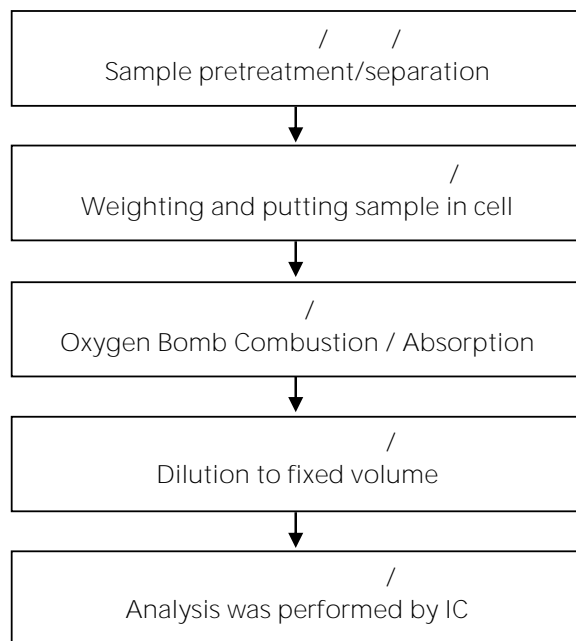 / /
Sample pretreatment/separation
/
Weighting and putting sample in cell
/
Oxygen Bomb Combustion / Absorption
/
Dilution to fixed volume
/
Analysis was performed by IC